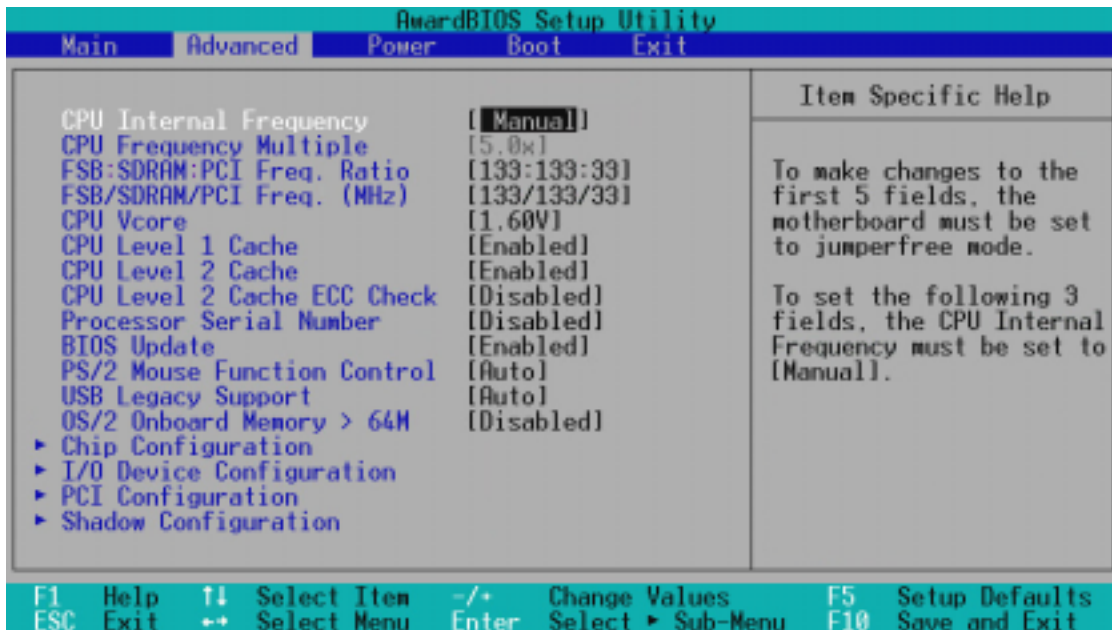 AwardBIOS Setup Utility
Main Advanced Power Boot Exit
CPU Internal Frequency [ Manual]
CPU Frequency Multiple [5.0x]
FSB:SDRAM:PCI Freq. Ratio [133:133:33]
FSB/SDRAM/PCI Freq. (MHz) [133/133/33]
CPU Vcore [1.60V]
CPU Level 1 Cache [Enabled]
CPU Level 2 Cache [Enabled]
CPU Level 2 Cache ECC Check [Disabled]
Processor Serial Number [Disabled]
BIOS Update [Enabled]
PS/2 Mouse Function Control [Auto]
USB Legacy Support [Auto]
OS/2 Onboard Memory > 64M [Disabled]
▸ Chip Configuration
▸ I/O Device Configuration
▸ PCI Configuration
▸ Shadow Configuration
Item Specific Help
To make changes to the
first 5 fields, the
motherboard must be set
to jumperfree mode.
To set the following 3
fields, the CPU Internal
Frequency must be set to
[Manual].
F1 Help ↑↓ Select Item -/+ Change Values F5 Setup Defaults
ESC Exit ←→ Select Menu Enter Select ▸ Sub-Menu F10 Save and Exit